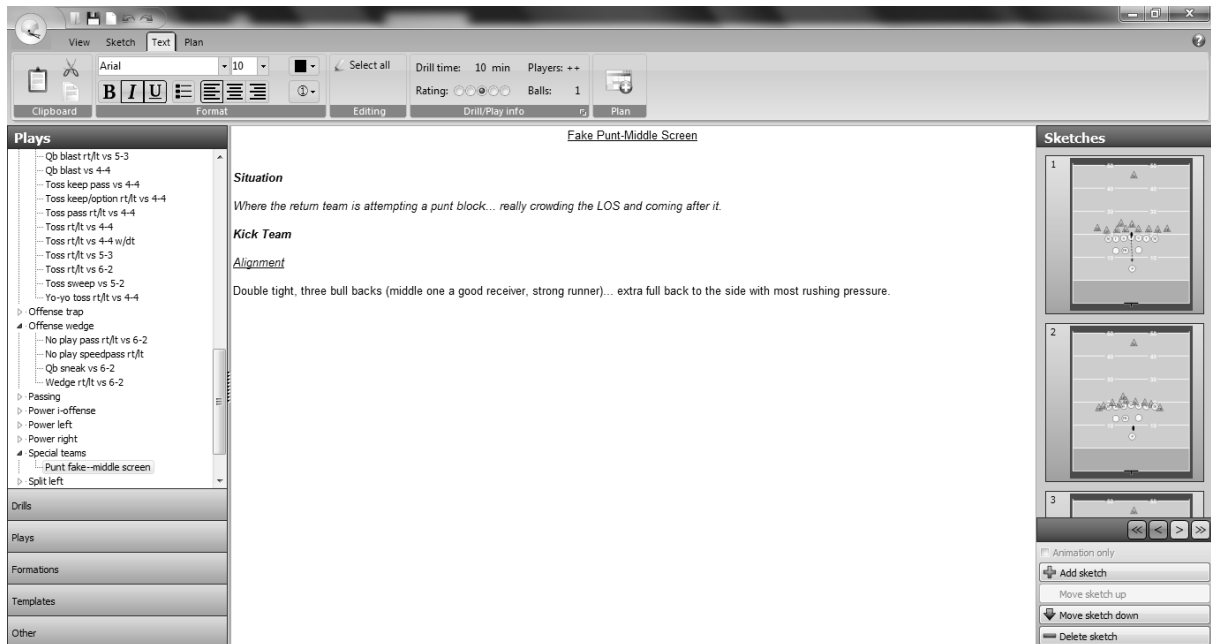 View Sketch Text Plan
Arial 10
Select all
Drill time: 10 min Players: ++
B I U
Rating: Balls: 1
Clipboard Format Editing Drill/Play info Plan
Plays
Qb blast rt/lt vs 5-3
Qb blast vs 4-4
Toss keep pass vs 4-4
Toss keep/option rt/lt vs 4-4
Toss pass rt/lt vs 4-4
Toss rt/lt vs 4-4
Toss rt/lt vs 4-4 w/dt
Toss rt/lt vs 5-3
Toss rt/lt vs 6-2
Toss sweep vs 5-2
Yo-yo toss rt/lt vs 4-4
Offense trap
Offense wedge
No play pass rt/lt vs 6-2
No play speedpass rt/lt
Qb sneak vs 6-2
Wedge rt/lt vs 6-2
Passing
Power i-offense
Power left
Power right
Special teams
Punt fake--middle screen
Split left
Drills
Plays
Formations
Templates
Other
Fake Punt-Middle Screen
Situation
Where the return team is attempting a punt block... really crowding the LOS and coming after it.
Kick Team
Alignment
Double tight, three bull backs (middle one a good receiver, strong runner)... extra full back to the side with most rushing pressure.
Sketches
1
2
3
Animation only
Add sketch
Move sketch up
Move sketch down
Delete sketch